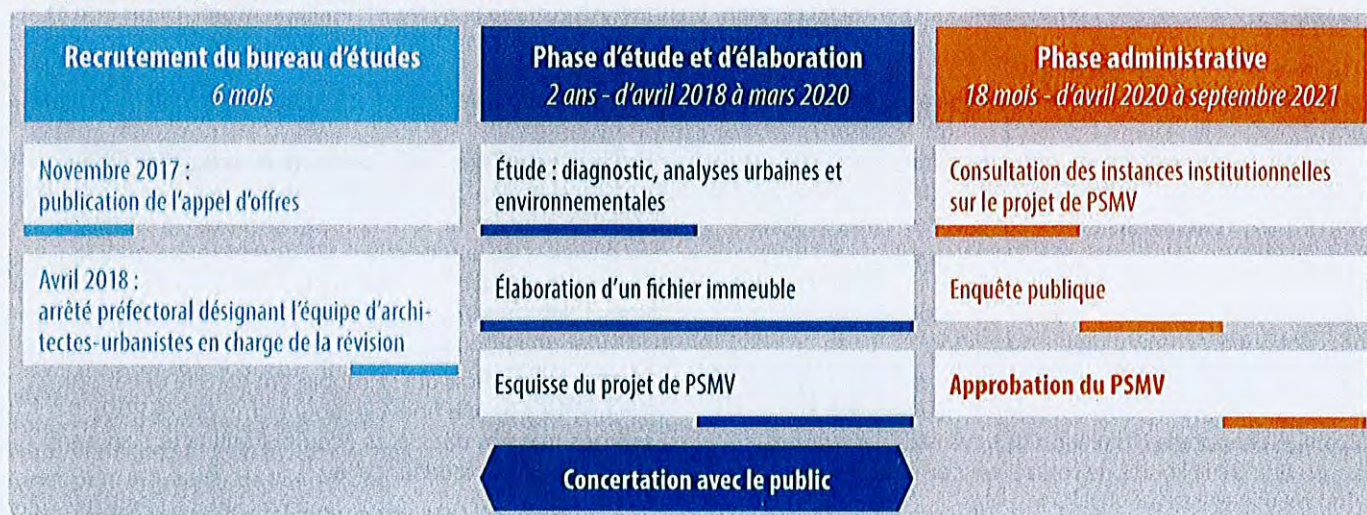 Recrutement du bureau d'études
6 mois
Novembre 2017 :
publication de l'appel d'offres
Avril 2018 :
arrêté préfectoral désignant l'équipe d'archi-
tectes-urbanistes en charge de la révision
Phase d'étude et d'élaboration
2 ans - d'avril 2018 à mars 2020
Étude : diagnostic, analyses urbaines et
environnementales
Élaboration d'un fichier immeuble
Esquisse du projet de PSMV
Concertation avec le public
Phase administrative
18 mois - d'avril 2020 à septembre 2021
Consultation des instances institutionnelles
sur le projet de PSMV
Enquête publique
Approbation du PSMV